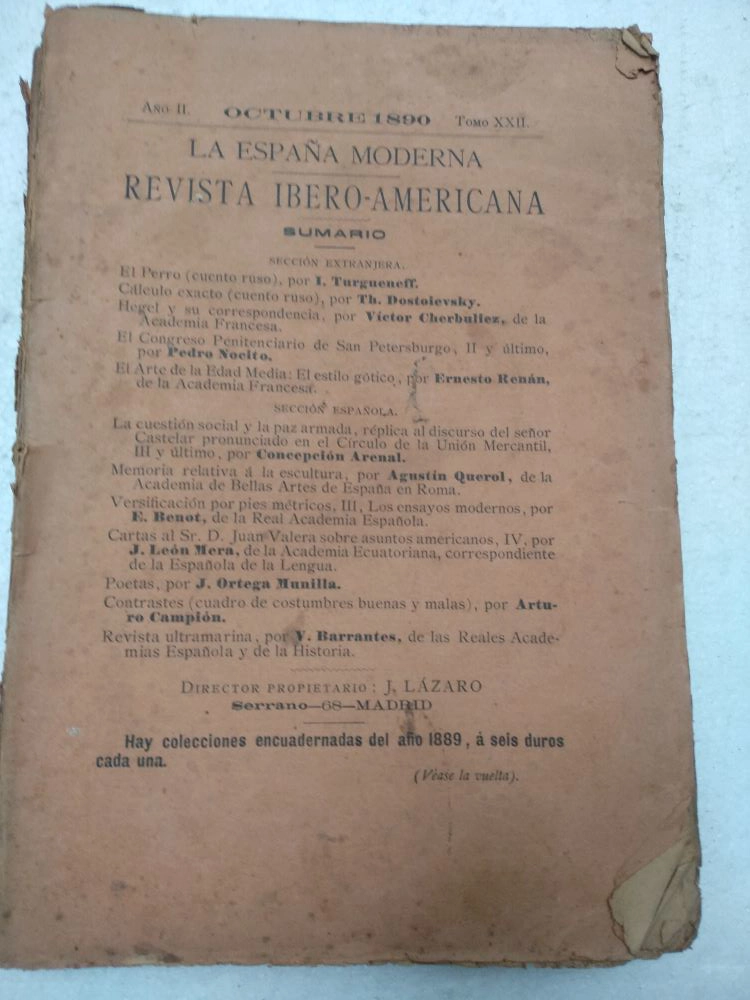 AÑO II. OCTUBRE 1890 TOMO XXII.
LA ESPAÑA MODERNA
REVISTA IBERO-AMERICANA
SUMARIO
SECCIÓN EXTRANJERA.
El Perro (cuento ruso), por I. Turgueneff.
Cálculo exacto (cuento ruso), por Th. Dostoievsky.
Hegel y su correspondencia, por Víctor Cherbuliez, de la
Academia Francesa.
El Congreso Penitenciario de San Petersburgo, II y último,
por Pedro Nocito.
El Arte de la Edad Media: El estilo gótico, por Ernesto Renán,
de la Academia Francesa.
SECCIÓN ESPAÑOLA.
La cuestión social y la paz armada, réplica al discurso del señor
Castelar pronunciado en el Círculo de la Unión Mercantil,
III y último, por Concepción Arenal.
Memoria relativa á la escultura, por Agustín Querol, de la
Academia de Bellas Artes de España en Roma.
Versificación por pies métricos, III, Los ensayos modernos, por
E. Benot, de la Real Academia Española.
Cartas al Sr. D. Juan Valera sobre asuntos americanos, IV, por
J. León Mera, de la Academia Ecuatoriana, correspondiente
de la Española de la Lengua.
Poetas, por J. Ortega Munilla.
Contrastes (cuadro de costumbres buenas y malas), por Artu-
ro Campión.
Revista ultramarina, por V. Barrantes, de las Reales Acade-
mias Española y de la Historia.
DIRECTOR PROPIETARIO: J. LÁZARO
Serrano—68—MADRID
Hay colecciones encuadernadas del año 1889, á seis duros
cada una.
(Véase la vuelta).